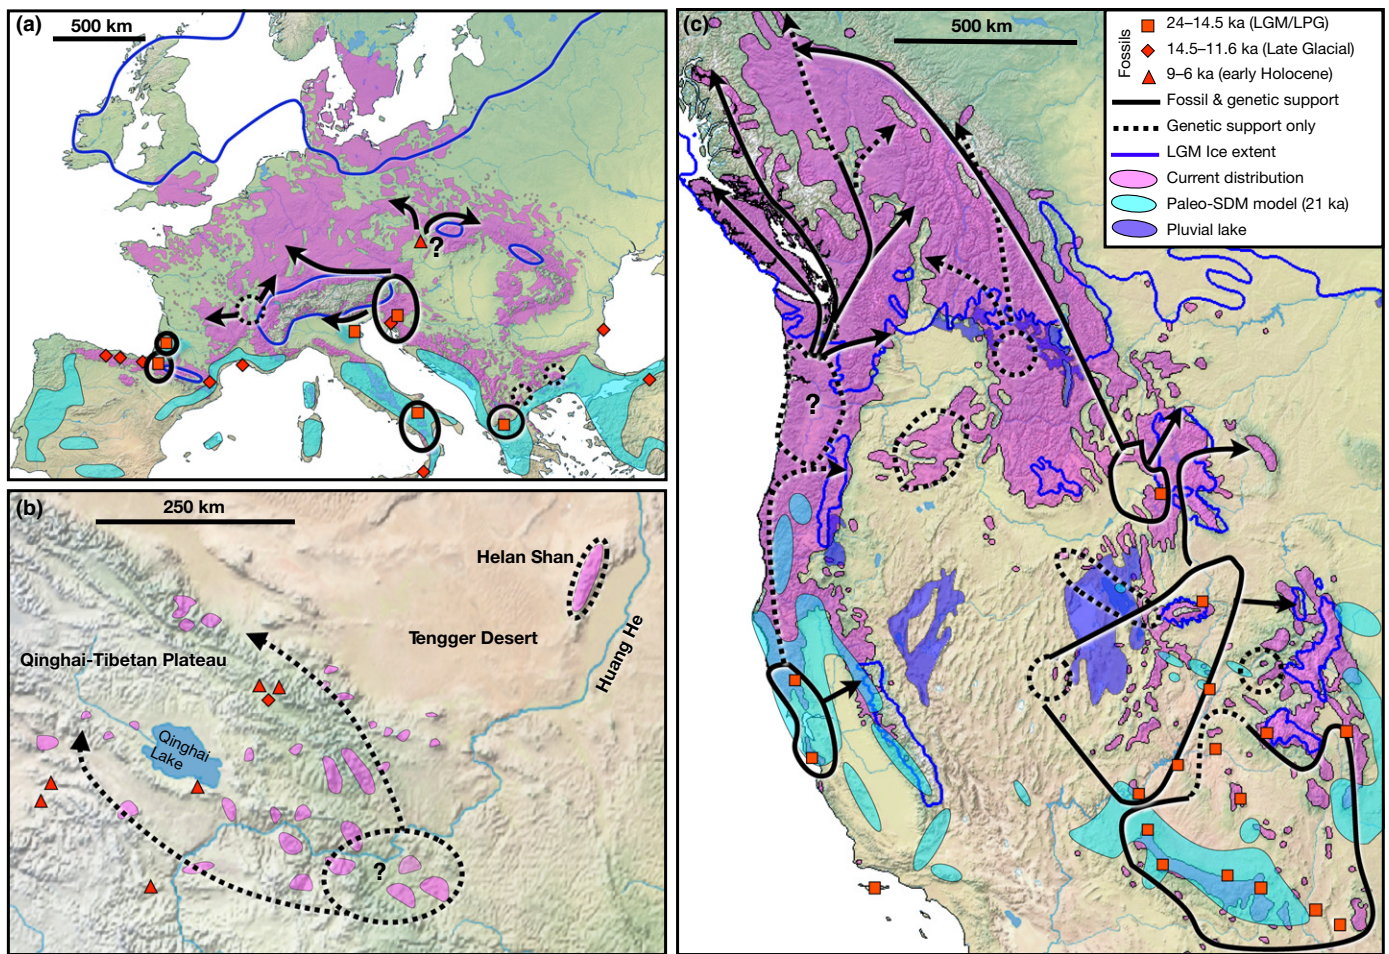 (a)
500 km
?
(b)
250 km
Helan Shan
Tengger Desert
Huang He
Qinghai-Tibetan Plateau
Qinghai
Lake
?
(c)
500 km
?
Fossils
24–14.5 ka (LGM/LPG)
14.5–11.6 ka (Late Glacial)
9–6 ka (early Holocene)
Fossil & genetic support
Genetic support only
LGM Ice extent
Current distribution
Paleo-SDM model (21 ka)
Pluvial lake